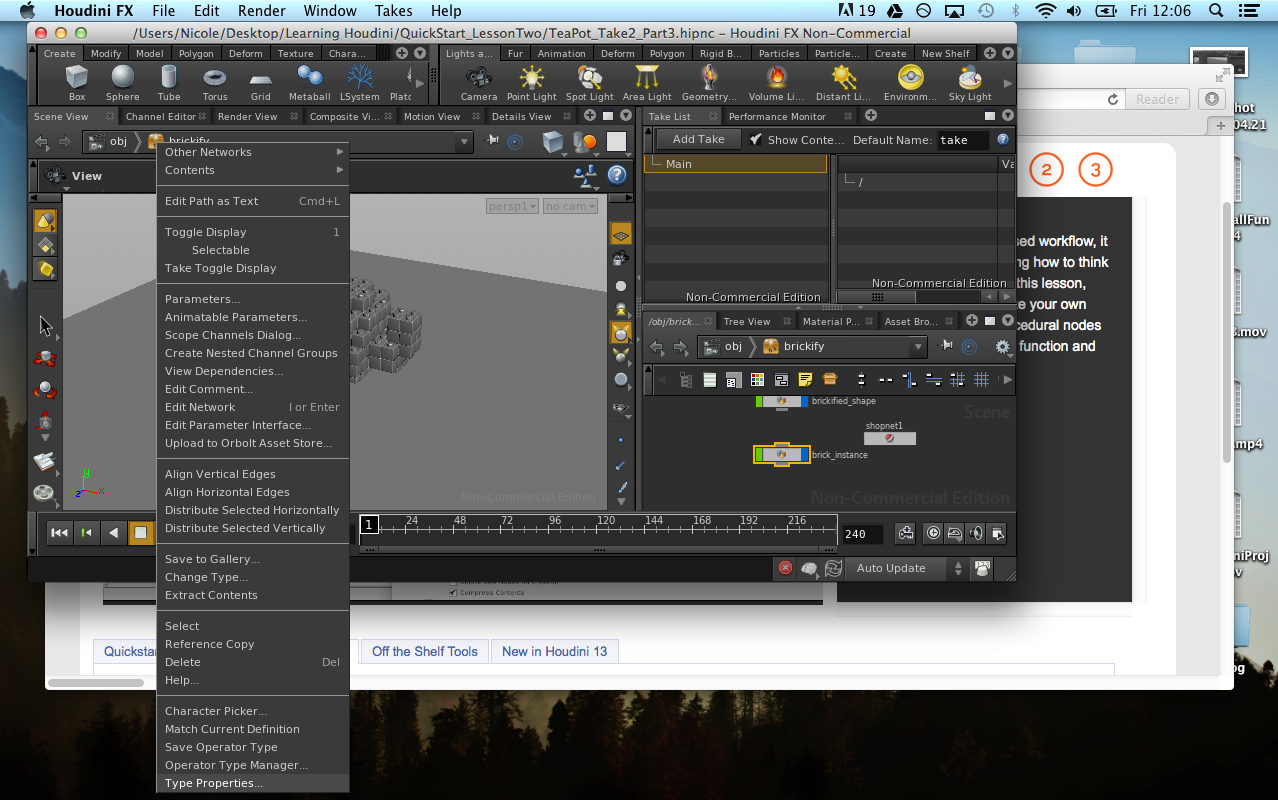 Houdini FX File Edit Render Window Takes Help 19 Fri 12:06
/Users/Nicole/Desktop/Learning Houdini/QuickStart_LessonTwo/TeaPot_Take2_Part3.hipnc – Houdini FX Non-Commercial
Create Modify Model Polygon Deform Texture Chara...
Lights a... Fur Animation Deform Polygon Rigid B... Particles Particle... Custom New Shelf
Box Sphere Tube Torus Grid Metaball LSystem Platc
Camera Point Light Spot Light Area Light Geometry... Volume Li... Distant Li... Environm... Sky Light
Reader
Scene View Channel Editor Render View Composite Vi... Motion View Details View
Take List Performance Monitor
obj brickify
Add Take Show Conte... Default Name: take
View
Main
Va
/
persp1 no cam
Non-Commercial Edition
Non-Commercial Edition
Non-Commercial Edition
Other Networks
Contents
Edit Path as Text Cmd+L
Toggle Display 1
Selectable
Take Toggle Display
Parameters...
Animatable Parameters...
Scope Channels Dialog...
Create Nested Channel Groups
View Dependencies...
Edit Comment...
Edit Network I or Enter
Edit Parameter Interface...
Upload to Orbolt Asset Store...
Align Vertical Edges
Align Horizontal Edges
Distribute Selected Horizontally
Distribute Selected Vertically
Save to Gallery...
Change Type...
Extract Contents
Select
Reference Copy
Delete Del
Help...
Character Picker...
Match Current Definition
Save Operator Type
Operator Type Manager...
Type Properties...
/obj/brick... Tree View Material P... Asset Bro...
obj brickify
brickified_shape
Scene
shopnet1
brick_instance
Non-Commercial Edition
y
z x
1 24 48 72 96 120 144 168 192 216
240
Auto Update
Compress Contents
2 3
sed workflow, it
ng how to think
this lesson,
e your own
cedural nodes
function and
hot
04.21
allFun
4
3.mov
.mp4
niProj
v
og
Quicksta
Off the Shelf Tools
New in Houdini 13